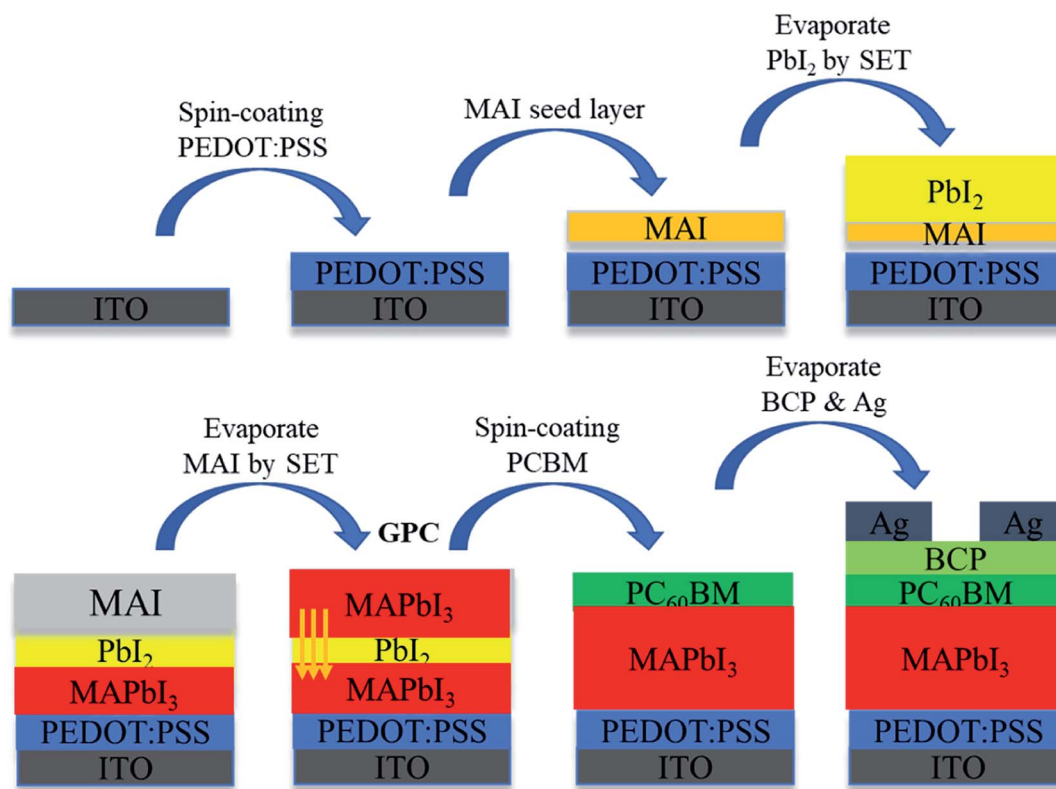 Spin-coating
PEDOT:PSS
MAI seed layer
Evaporate
PbI₂ by SET
ITO
PEDOT:PSS
ITO
MAI
PEDOT:PSS
ITO
PbI₂
MAI
PEDOT:PSS
ITO
Evaporate
MAI by SET
GPC
Spin-coating
PCBM
Evaporate
BCP & Ag
MAI
PbI₂
MAPbI₃
PEDOT:PSS
ITO
MAPbI₃
PbI₂
MAPbI₃
PEDOT:PSS
ITO
PC₆₀BM
MAPbI₃
PEDOT:PSS
ITO
Ag Ag
BCP
PC₆₀BM
MAPbI₃
PEDOT:PSS
ITO